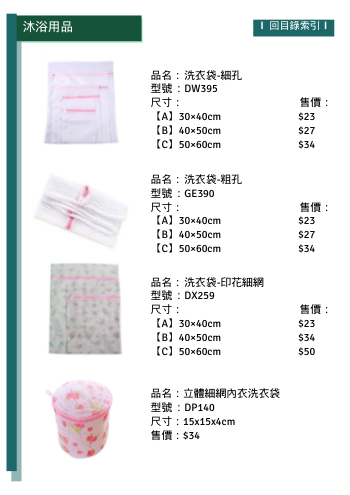 沐浴用品
回目錄索引
品名：洗衣袋-細孔
型號：DW395
尺寸： 售價：
【A】30×40cm $23
【B】40×50cm $27
【C】50×60cm $34
品名：洗衣袋-粗孔
型號：GE390
尺寸： 售價：
【A】30×40cm $23
【B】40×50cm $27
【C】50×60cm $34
品名：洗衣袋-印花細網
型號：DX259
尺寸： 售價：
【A】30×40cm $23
【B】40×50cm $34
【C】50×60cm $50
品名：立體細網內衣洗衣袋
型號：DP140
尺寸：15x15x4cm
售價：$34